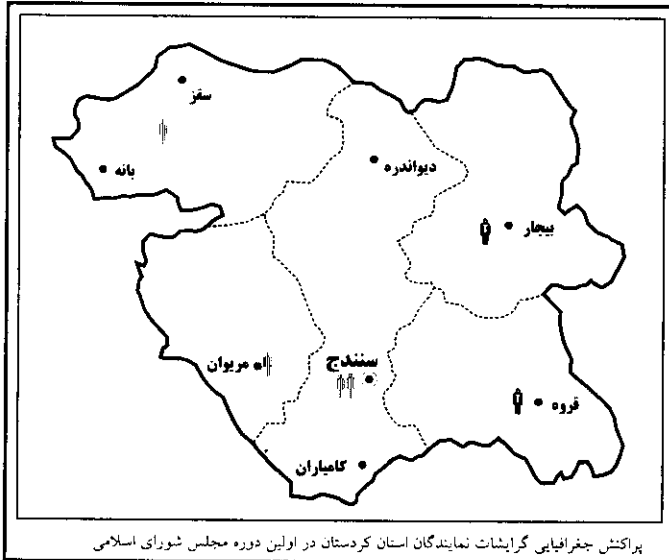 سقز
بانه
دیواندره
بیجار
مریوان
سنندج
قروه
کامیاران
پراکنش جغرافیایی گرایشات نمایندگان استان کردستان در اولین دوره مجلس شورای اسلامی